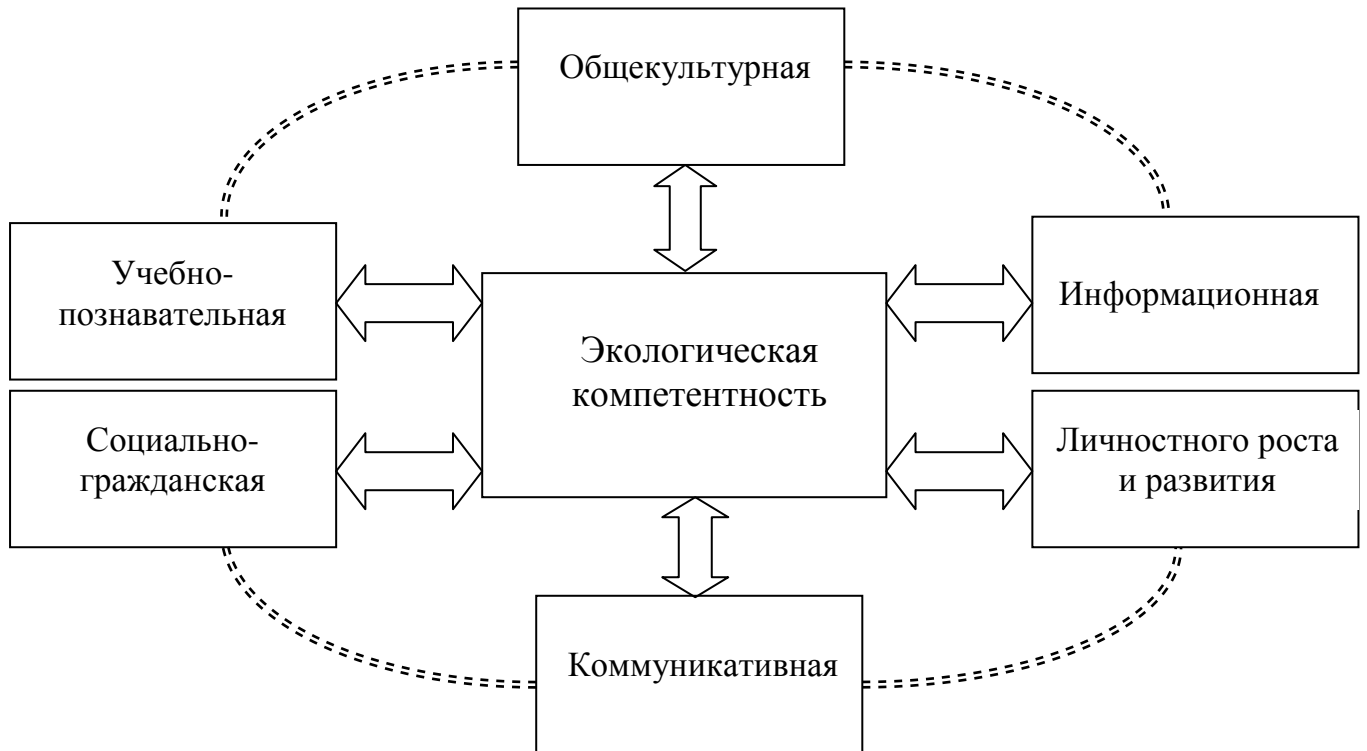 Общекультурная
Учебно-
познавательная
Информационная
Экологическая
компетентность
Социально-
гражданская
Личностного роста
и развития
Коммуникативная